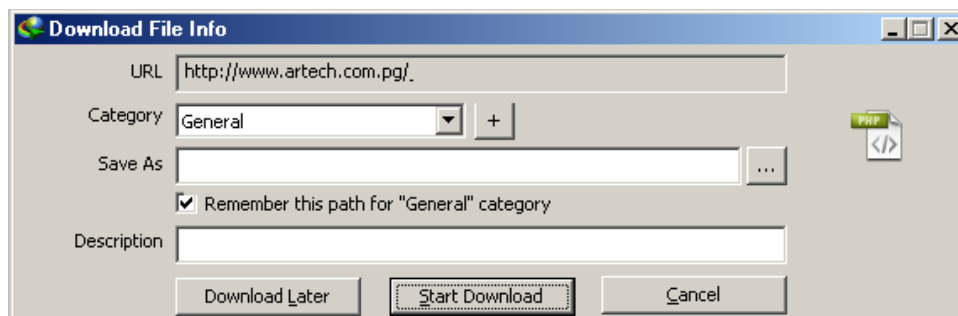 Download File Info
URL http://www.artech.com.pg/_
Category General +
PHP
</>
Save As ...
Remember this path for "General" category
Description
Download Later Start Download Cancel